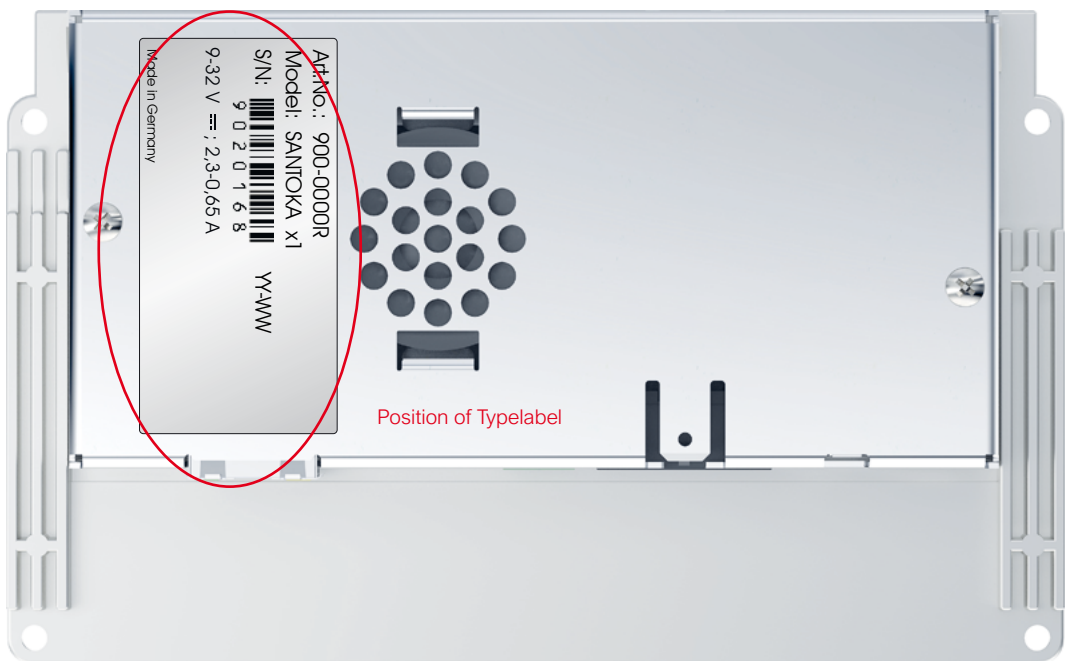 Art.No.: 900-0000R
Model: SANTOKA x1
S/N:
YY-WW
9020168
9-32 V ⎓ ; 2,3-0,65 A
Made in Germany
Position of Typelabel